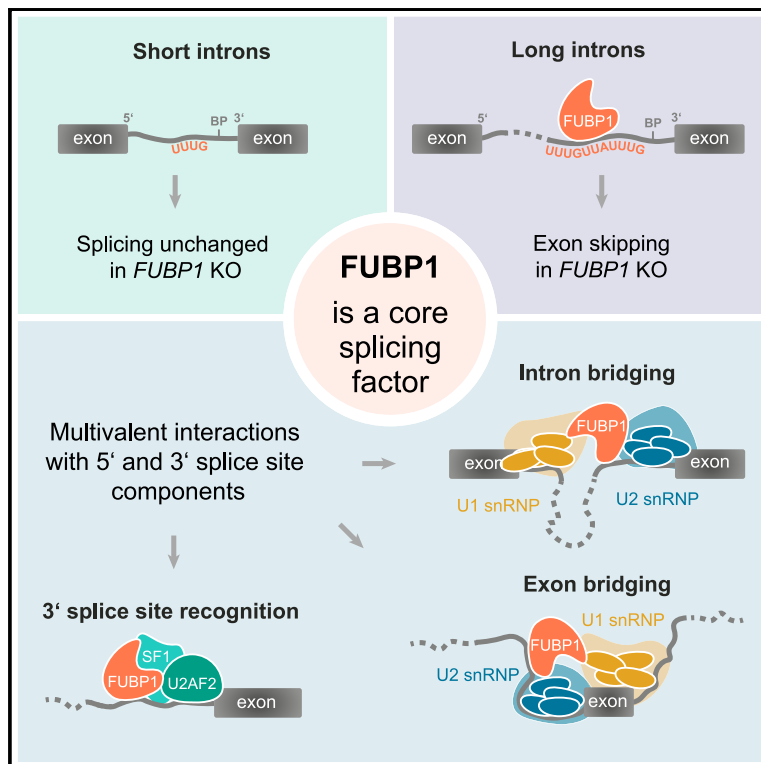 Short introns
5‘
BP
3‘
exon
exon
UUUG
Splicing unchanged
in FUBP1 KO
Long introns
FUBP1
5‘
BP
3‘
exon
exon
UUUGUUAUUUG
Exon skipping
in FUBP1 KO
FUBP1
is a core
splicing
factor
Multivalent interactions
with 5‘ and 3‘ splice site
components
Intron bridging
FUBP1
exon
exon
U1 snRNP
U2 snRNP
3‘ splice site recognition
SF1
FUBP1
U2AF2
exon
Exon bridging
U1 snRNP
FUBP1
U2 snRNP
exon